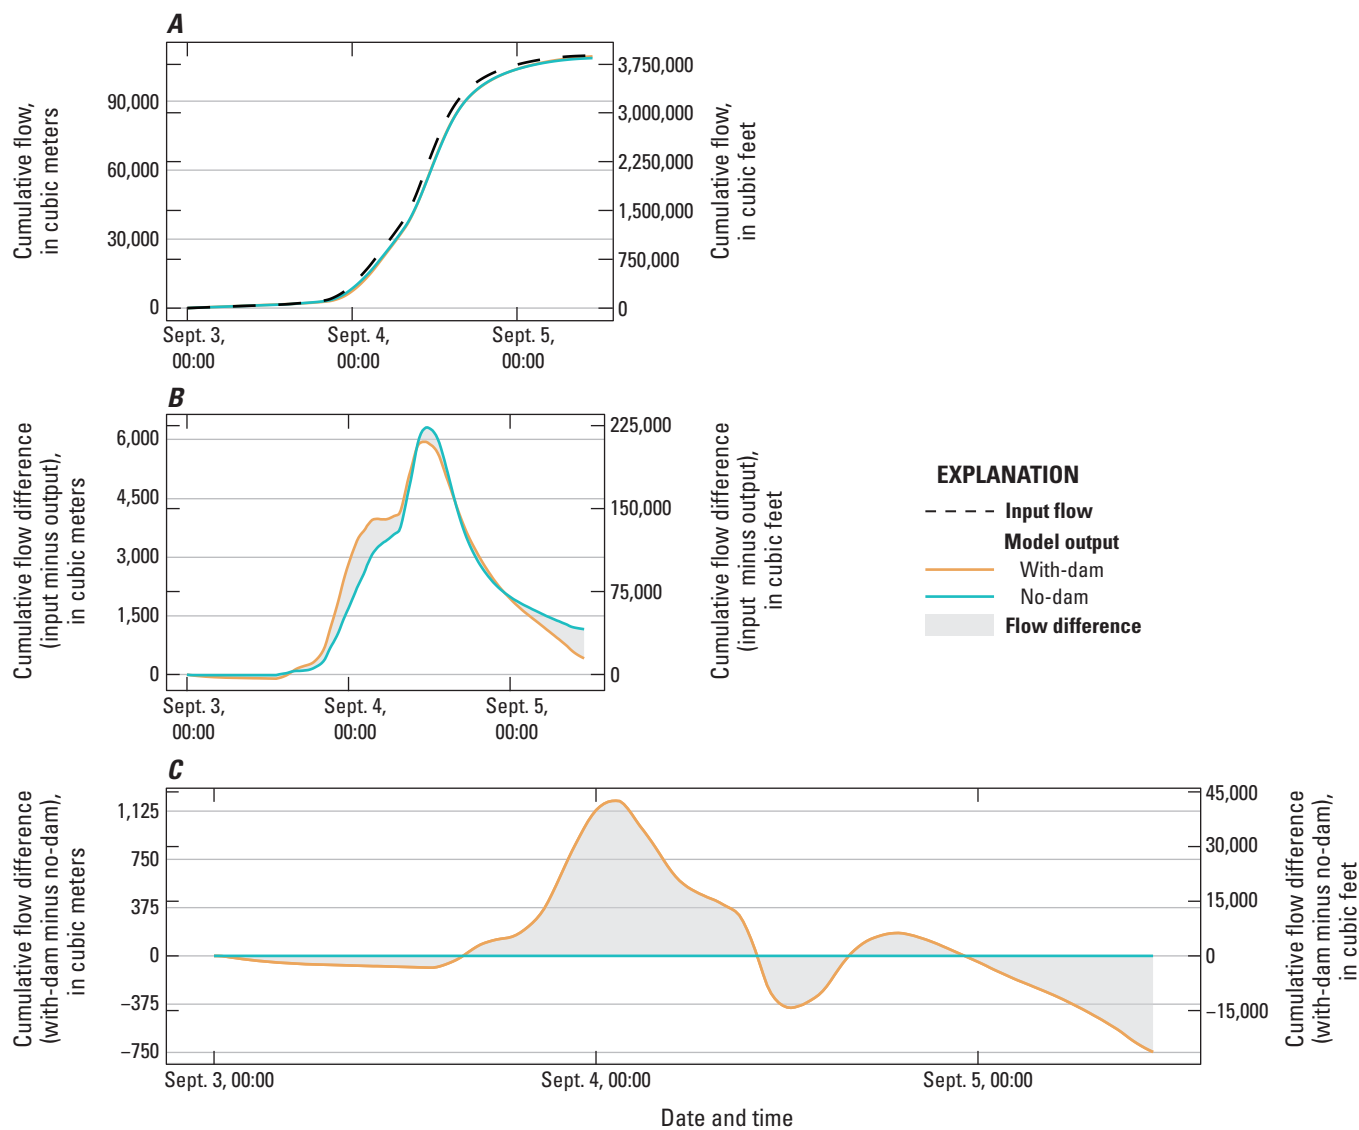 A
Cumulative flow,
in cubic meters
90,000
60,000
30,000
0
3,750,000
3,000,000
2,250,000
1,500,000
750,000
0
Cumulative flow,
in cubic feet
Sept. 3,
00:00
Sept. 4,
00:00
Sept. 5,
00:00
B
Cumulative flow difference
(input minus output),
in cubic meters
6,000
4,500
3,000
1,500
0
225,000
150,000
75,000
0
Cumulative flow difference
(input minus output),
in cubic feet
Sept. 3,
00:00
Sept. 4,
00:00
Sept. 5,
00:00
EXPLANATION
Input flow
Model output
With-dam
No-dam
Flow difference
C
Cumulative flow difference
(with-dam minus no-dam),
in cubic meters
1,125
750
375
0
−375
−750
45,000
30,000
15,000
0
−15,000
Cumulative flow difference
(with-dam minus no-dam),
in cubic feet
Sept. 3, 00:00
Sept. 4, 00:00
Sept. 5, 00:00
Date and time